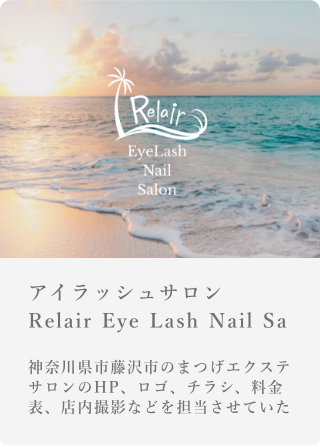 Relair
EyeLash
Nail
Salon
アイラッシュサロン
Relair Eye Lash Nail Sa
神奈川県市藤沢市のまつげエクステ
サロンのHP、ロゴ、チラシ、料金
表、店内撮影などを担当させていた